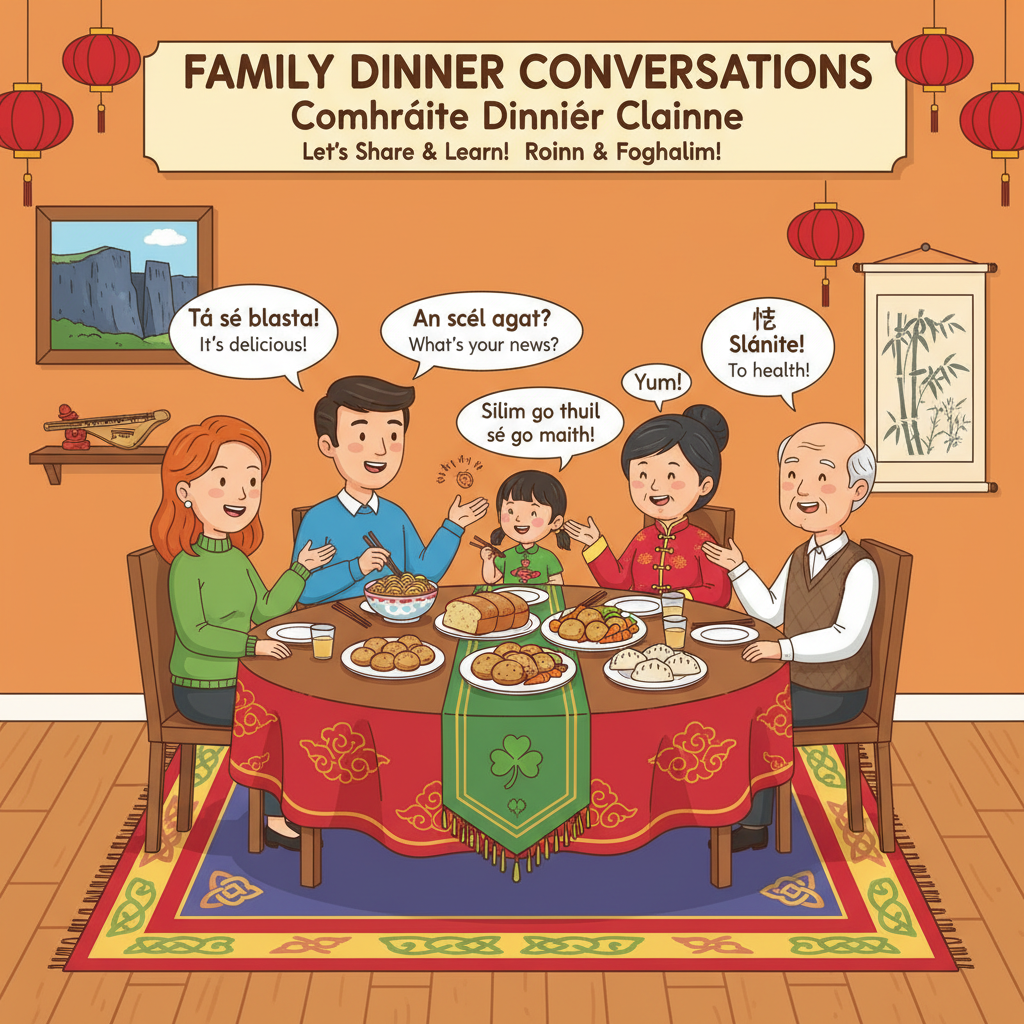 FAMILY DINNER CONVERSATIONS
Comhráite Dinniér Clainne
Let's Share & Learn! Roinn & Foghalim!
Tá sé blasta!
It's delicious!
An scél agat?
What's your news?
Silim go thuil
sé go maith!
Yum!
Slánite!
To health!